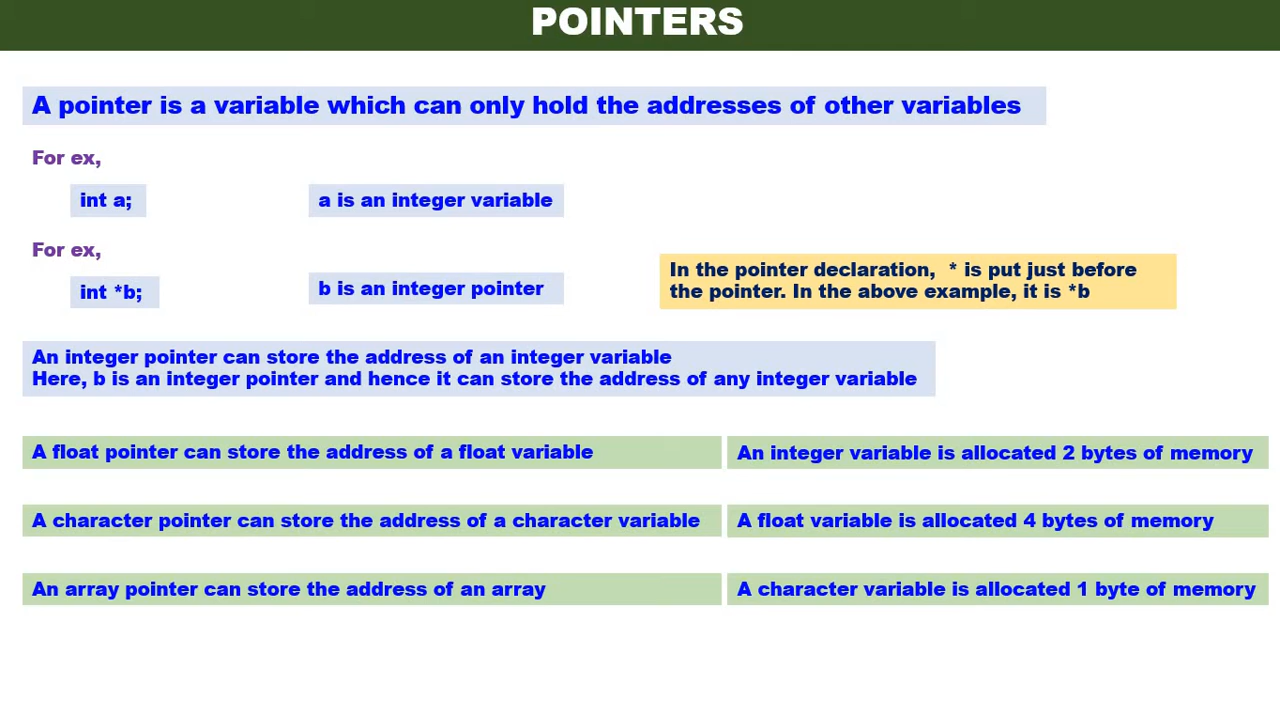 POINTERS
A pointer is a variable which can only hold the addresses of other variables
For ex,
int a;
a is an integer variable
For ex,
int *b;
b is an integer pointer
In the pointer declaration,  * is put just before
the pointer. In the above example, it is *b
An integer pointer can store the address of an integer variable
Here, b is an integer pointer and hence it can store the address of any integer variable
A float pointer can store the address of a float variable
An integer variable is allocated 2 bytes of memory
A character pointer can store the address of a character variable
A float variable is allocated 4 bytes of memory
An array pointer can store the address of an array
A character variable is allocated 1 byte of memory